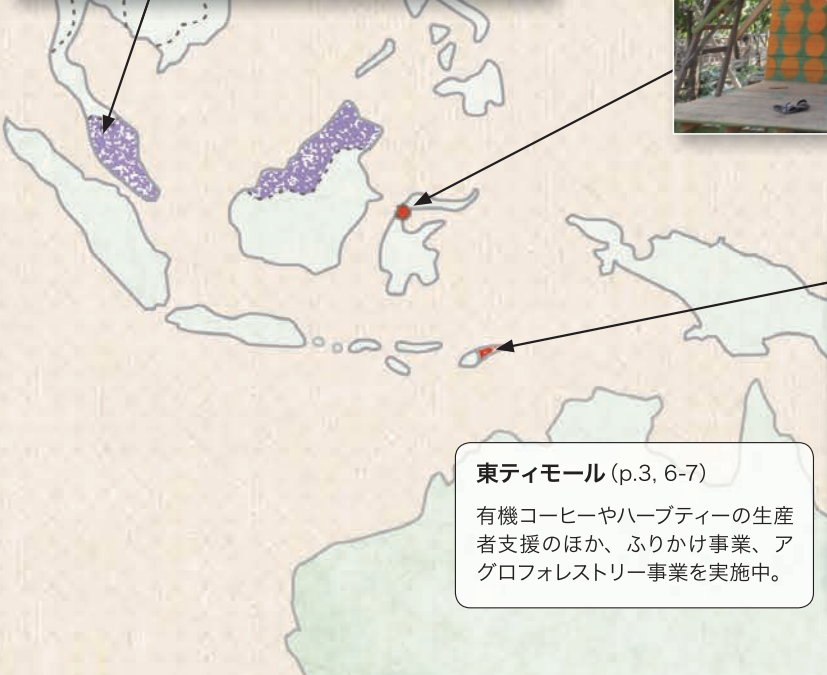 東ティモール (p.3, 6-7)
有機コーヒーやハーブティーの生産
者支援のほか、ふりかけ事業、ア
グロフォレストリー事業を実施中。